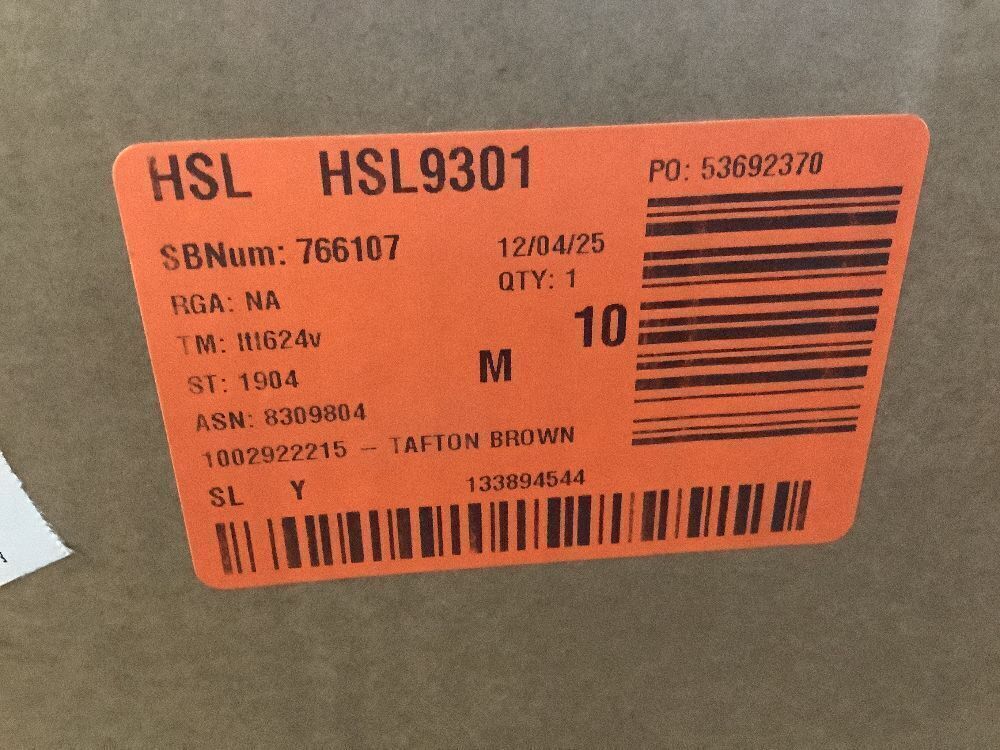 HSL HSL9301
PO: 53692370
SBNum: 766107
12/04/25
QTY: 1
RGA: NA
10
TM: ltl624v
M
ST: 1904
ASN: 8309804
1002922215 – TAFTON BROWN
SL Y
133894544